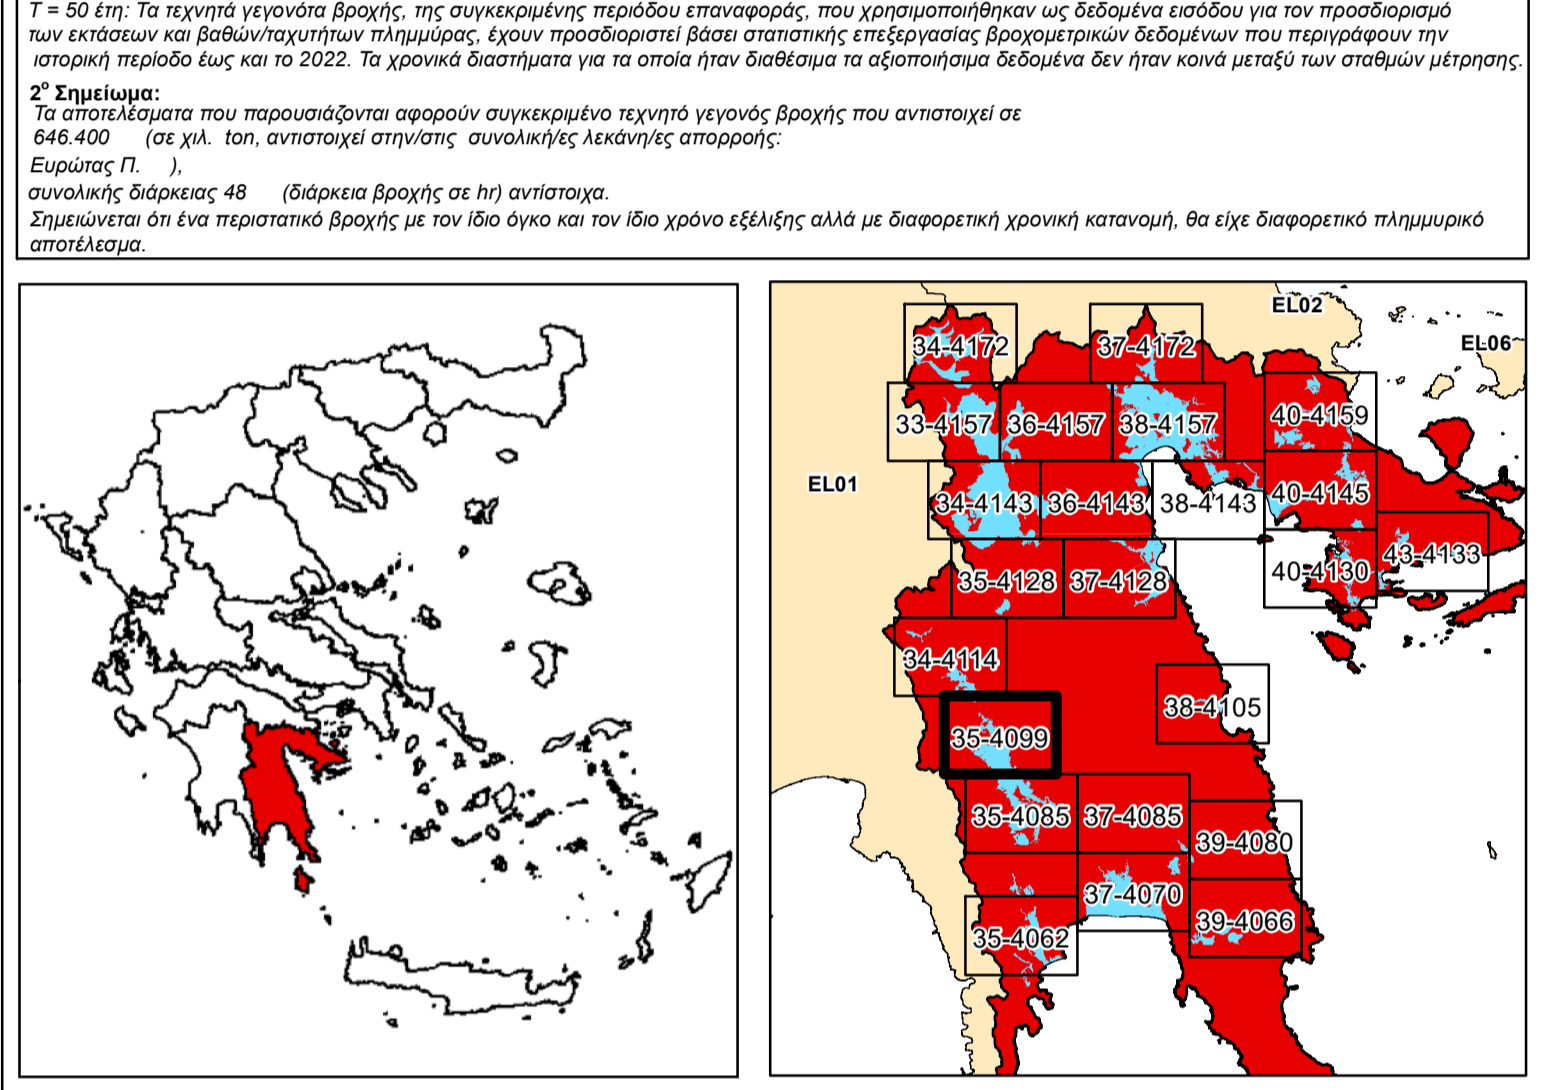 T = 50 έτη: Τα τεχνητά γεγονότα βροχής, της συγκεκριμένης περιόδου επαναφοράς, που χρησιμοποιήθηκαν ως δεδομένα εισόδου για τον προσδιορισμό
των εκτάσεων και βαθών/ταχυτήτων πλημμύρας, έχουν προσδιοριστεί βάσει στατιστικής επεξεργασίας βροχομετρικών δεδομένων που περιγράφουν την
ιστορική περίοδο έως και το 2022. Τα χρονικά διαστήματα για τα οποία ήταν διαθέσιμα τα αξιοποιήσιμα δεδομένα δεν ήταν κοινά μεταξύ των σταθμών μέτρησης.
2ο Σημείωμα:
Τα αποτελέσματα που παρουσιάζονται αφορούν συγκεκριμένο τεχνητό γεγονός βροχής που αντιστοιχεί σε
646.400 (σε χιλ. ton, αντιστοιχεί στην/στις συνολική/ες λεκάνη/ες απορροής:
Ευρώτας Π. ),
συνολικής διάρκειας 48 (διάρκεια βροχής σε hr) αντίστοιχα.
Σημειώνεται ότι ένα περιστατικό βροχής με τον ίδιο όγκο και τον ίδιο χρόνο εξέλιξης αλλά με διαφορετική χρονική κατανομή, θα είχε διαφορετικό πλημμυρικό
αποτέλεσμα.
EL02
EL06
34-4172
37-4172
33-4157
36-4157
38-4157
40-4159
EL01
34-4143
36-4143
38-4143
40-4145
35-4128
37-4128
40-4130
43-4133
34-4114
38-4105
35-4099
35-4085
37-4085
39-4080
37-4070
39-4066
35-4062